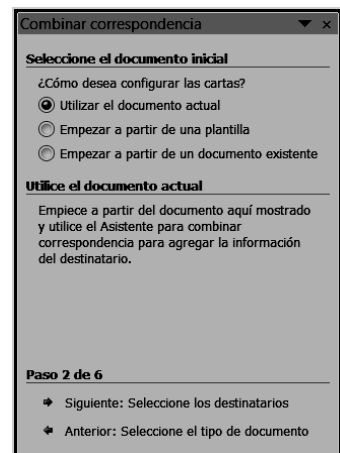 Combinar correspondencia
Seleccione el documento inicial
¿Cómo desea configurar las cartas?
Utilizar el documento actual
Empezar a partir de una plantilla
Empezar a partir de un documento existente
Utilice el documento actual
Empiece a partir del documento aquí mostrado
y utilice el Asistente para combinar
correspondencia para agregar la información
del destinatario.
Paso 2 de 6
Siguiente: Seleccione los destinatarios
Anterior: Seleccione el tipo de documento